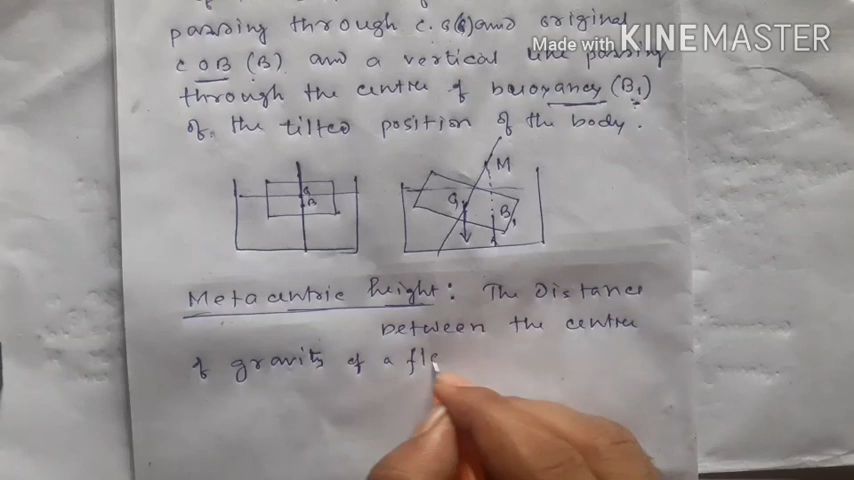 passing through c.G(G) and original
COB (B) and a vertical line passing
through the centre of buoyancy (B1)
of the tilted position of the body.
Made with KINEMASTER
G
B
M
G
B1
Metacentric height: The Distance
between the centre
of gravity of a flo